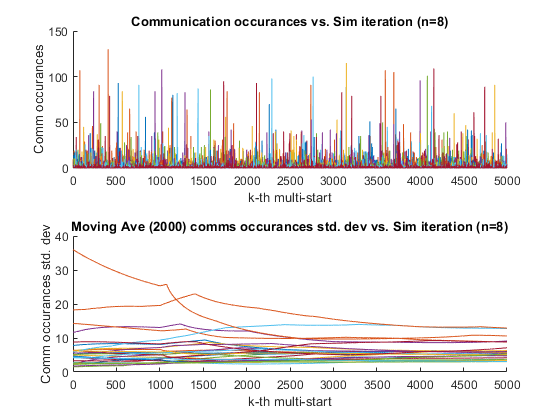 Communication occurances vs. Sim iteration (n=8)
Comm occurances
150
100
50
0
0 500 1000 1500 2000 2500 3000 3500 4000 4500 5000
k-th multi-start
Moving Ave (2000) comms occurances std. dev vs. Sim iteration (n=8)
Comm occurances std. dev
40
30
20
10
0
0 500 1000 1500 2000 2500 3000 3500 4000 4500 5000
k-th multi-start